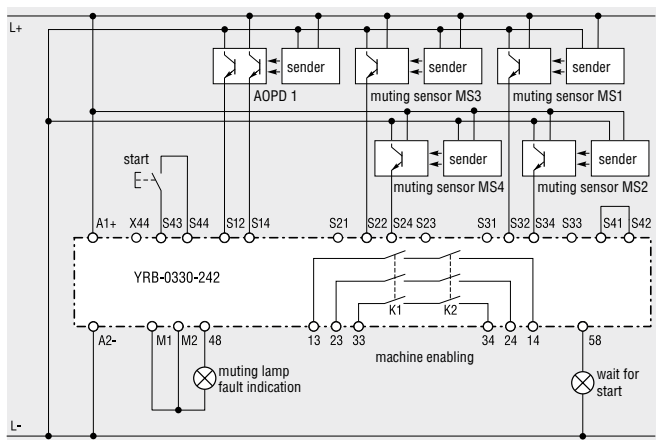 L+
sender
sender
sender
AOPD 1
muting sensor MS3
muting sensor MS1
start
sender
sender
muting sensor MS4
muting sensor MS2
A1+ X44 S43 S44 S12 S14 S21 S22 S24 S23 S31 S32 S34 S33 S41 S42
YRB-0330-242
K1 K2
A2- M1 M2 48 13 23 33 34 24 14 58
machine enabling
muting lamp
fault indication
wait for
start
L-